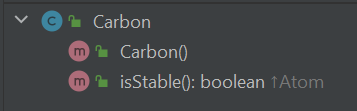 C Carbon
m Carbon()
m isStable(): boolean ↑Atom